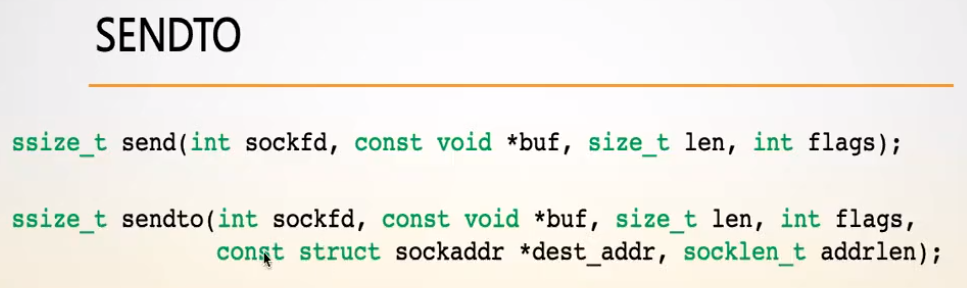 SENDTO
ssize_t send(int sockfd, const void *buf, size_t len, int flags);
ssize_t sendto(int sockfd, const void *buf, size_t len, int flags,
const struct sockaddr *dest_addr, socklen_t addrlen);